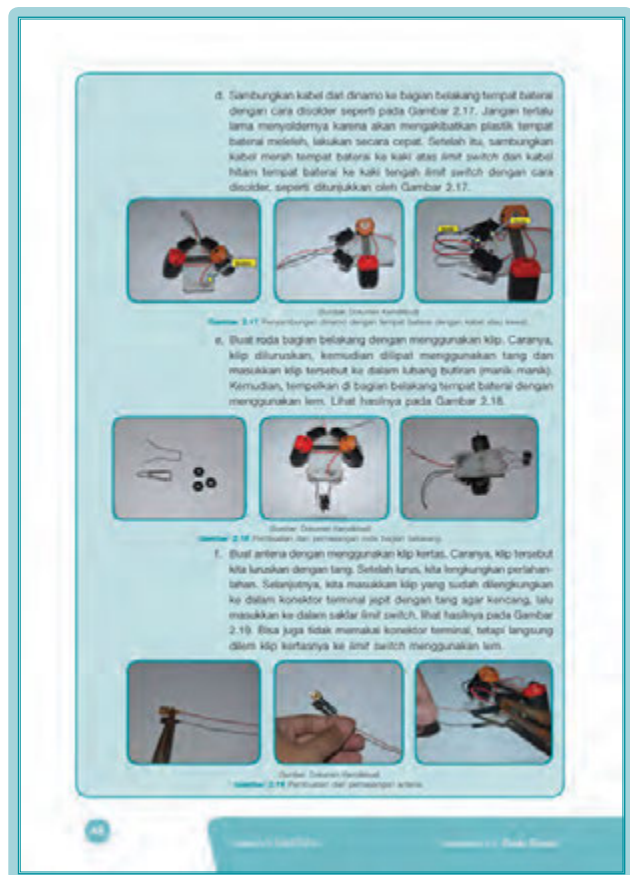 d. Sambungkan kabel dari dinamo ke bagian belakang tempat baterai
dengan cara disolder seperti pada Gambar 2.17. Jangan terlalu
lama menyoldernya karena akan mengakibatkan plastik tempat
baterai meleleh, lakukan secara cepat. Setelah itu, sambungkan
kabel merah tempat baterai ke kaki atas limit switch dan kabel
hitam tempat baterai ke kaki tengah limit switch dengan cara
disolder, seperti ditunjukkan oleh Gambar 2.17.
Sumber: Dokumen Kemdikbud
Gambar 2.17 Penyambungan dinamo dengan tempat baterai dengan kabel atau kawat.
e. Buat roda bagian belakang dengan menggunakan klip. Caranya,
klip diluruskan, kemudian dilipat menggunakan tang dan
masukkan klip tersebut ke dalam lubang butiran (manik-manik).
Kemudian, tempelkan di bagian belakang tempat baterai dengan
menggunakan lem. Lihat hasilnya pada Gambar 2.18.
Sumber: Dokumen Kemdikbud
Gambar 2.18 Pembuatan dan pemasangan roda bagian belakang.
f. Buat antena dengan menggunakan klip kertas. Caranya, klip tersebut
kita luruskan dengan tang. Setelah lurus, kita lengkungkan perlahan-
lahan. Selanjutnya, kita masukkan klip yang sudah dilengkungkan
ke dalam konektor terminal jepit dengan tang agar kencang, lalu
masukkan ke dalam saklar limit switch, lihat hasilnya pada Gambar
2.19. Bisa juga tidak memakai konektor terminal, tetapi langsung
dilem klip kertasnya ke limit switch menggunakan lem.
Sumber: Dokumen Kemdikbud
Gambar 2.19 Pembuatan dan pemasangan antena.